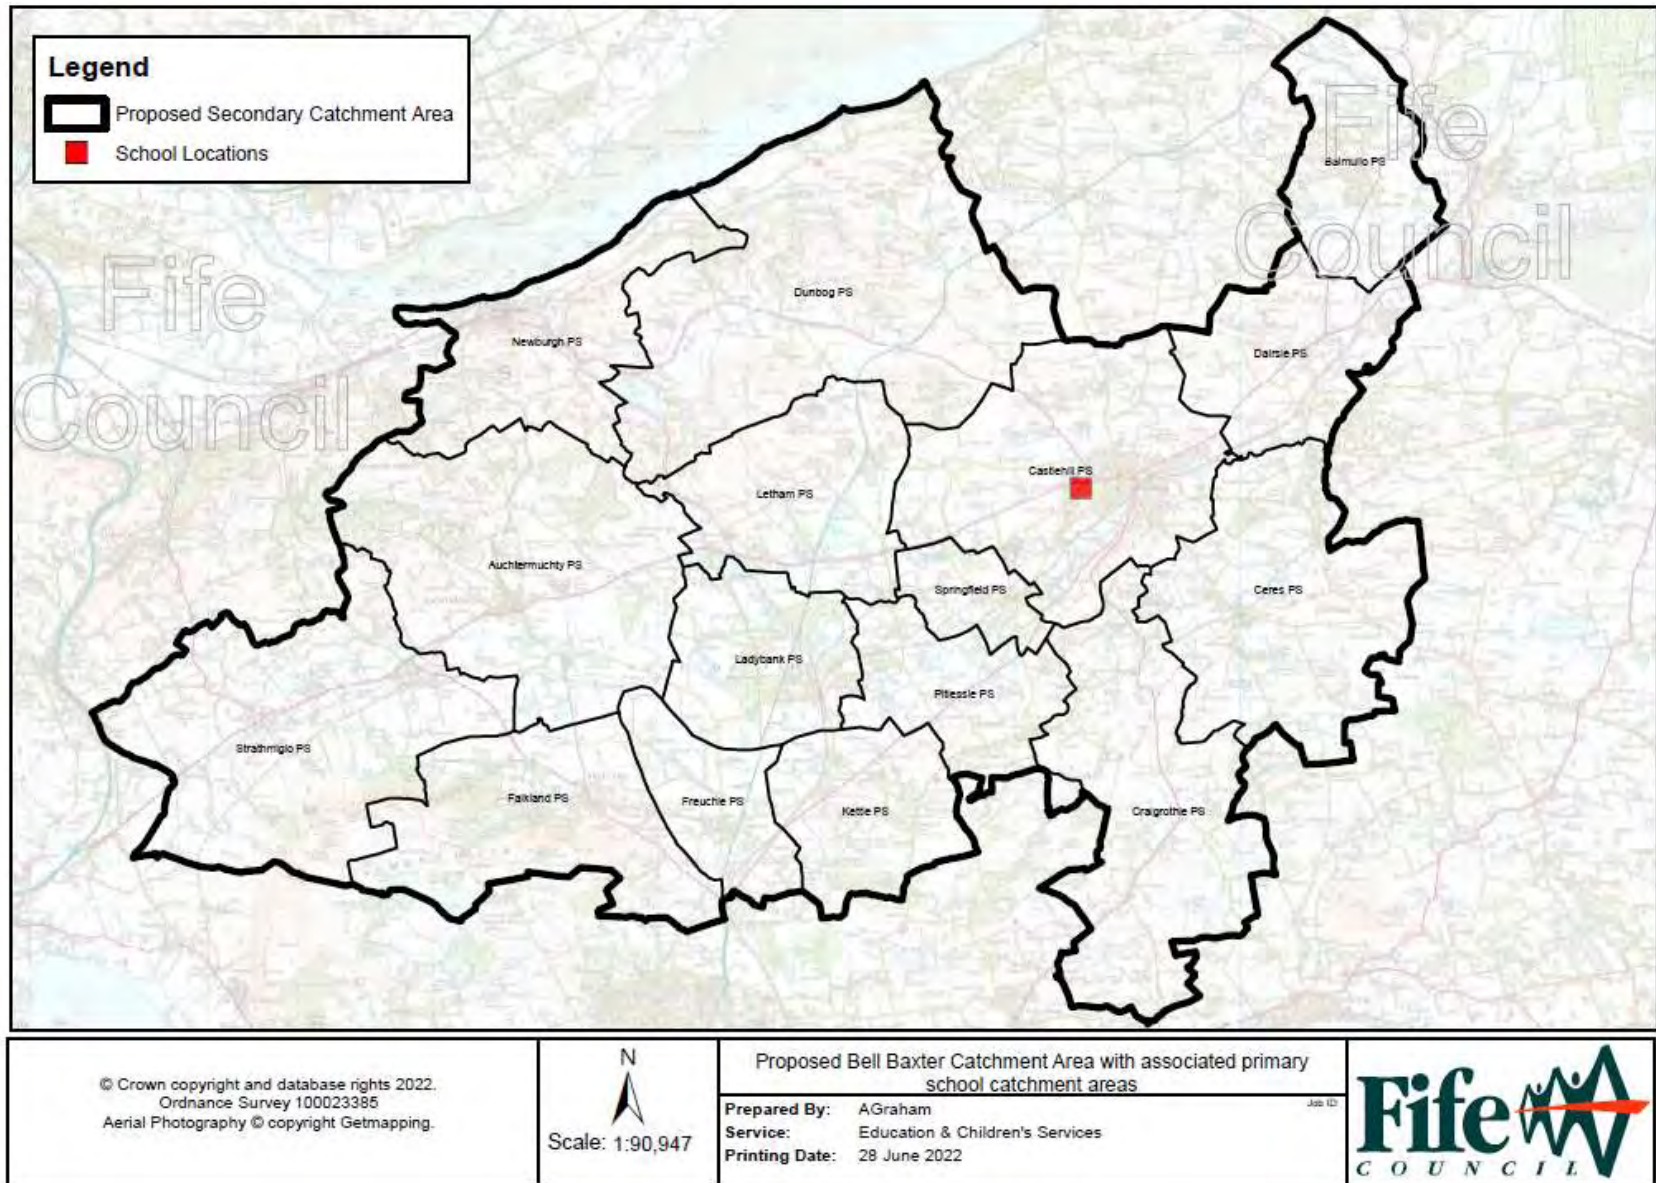 Legend
Proposed Secondary Catchment Area
School Locations
Fife
Council
Fife
Council
Balmullo PS
Dunbog PS
Newburgh PS
Dairsie PS
Castlehill PS
Letham PS
Auchtermuchty PS
Springfield PS
Ceres PS
Ladybank PS
Pitlessie PS
Strathmiglo PS
Falkland PS
Freuchie PS
Kettle PS
Craigrothie PS
© Crown copyright and database rights 2022.
Ordnance Survey 100023385
Aerial Photography © copyright Getmapping.
N
Scale: 1:90,947
Proposed Bell Baxter Catchment Area with associated primary
school catchment areas
Prepared By: AGraham
Job ID:
Service: Education & Children's Services
Printing Date: 28 June 2022
Fife
COUNCIL